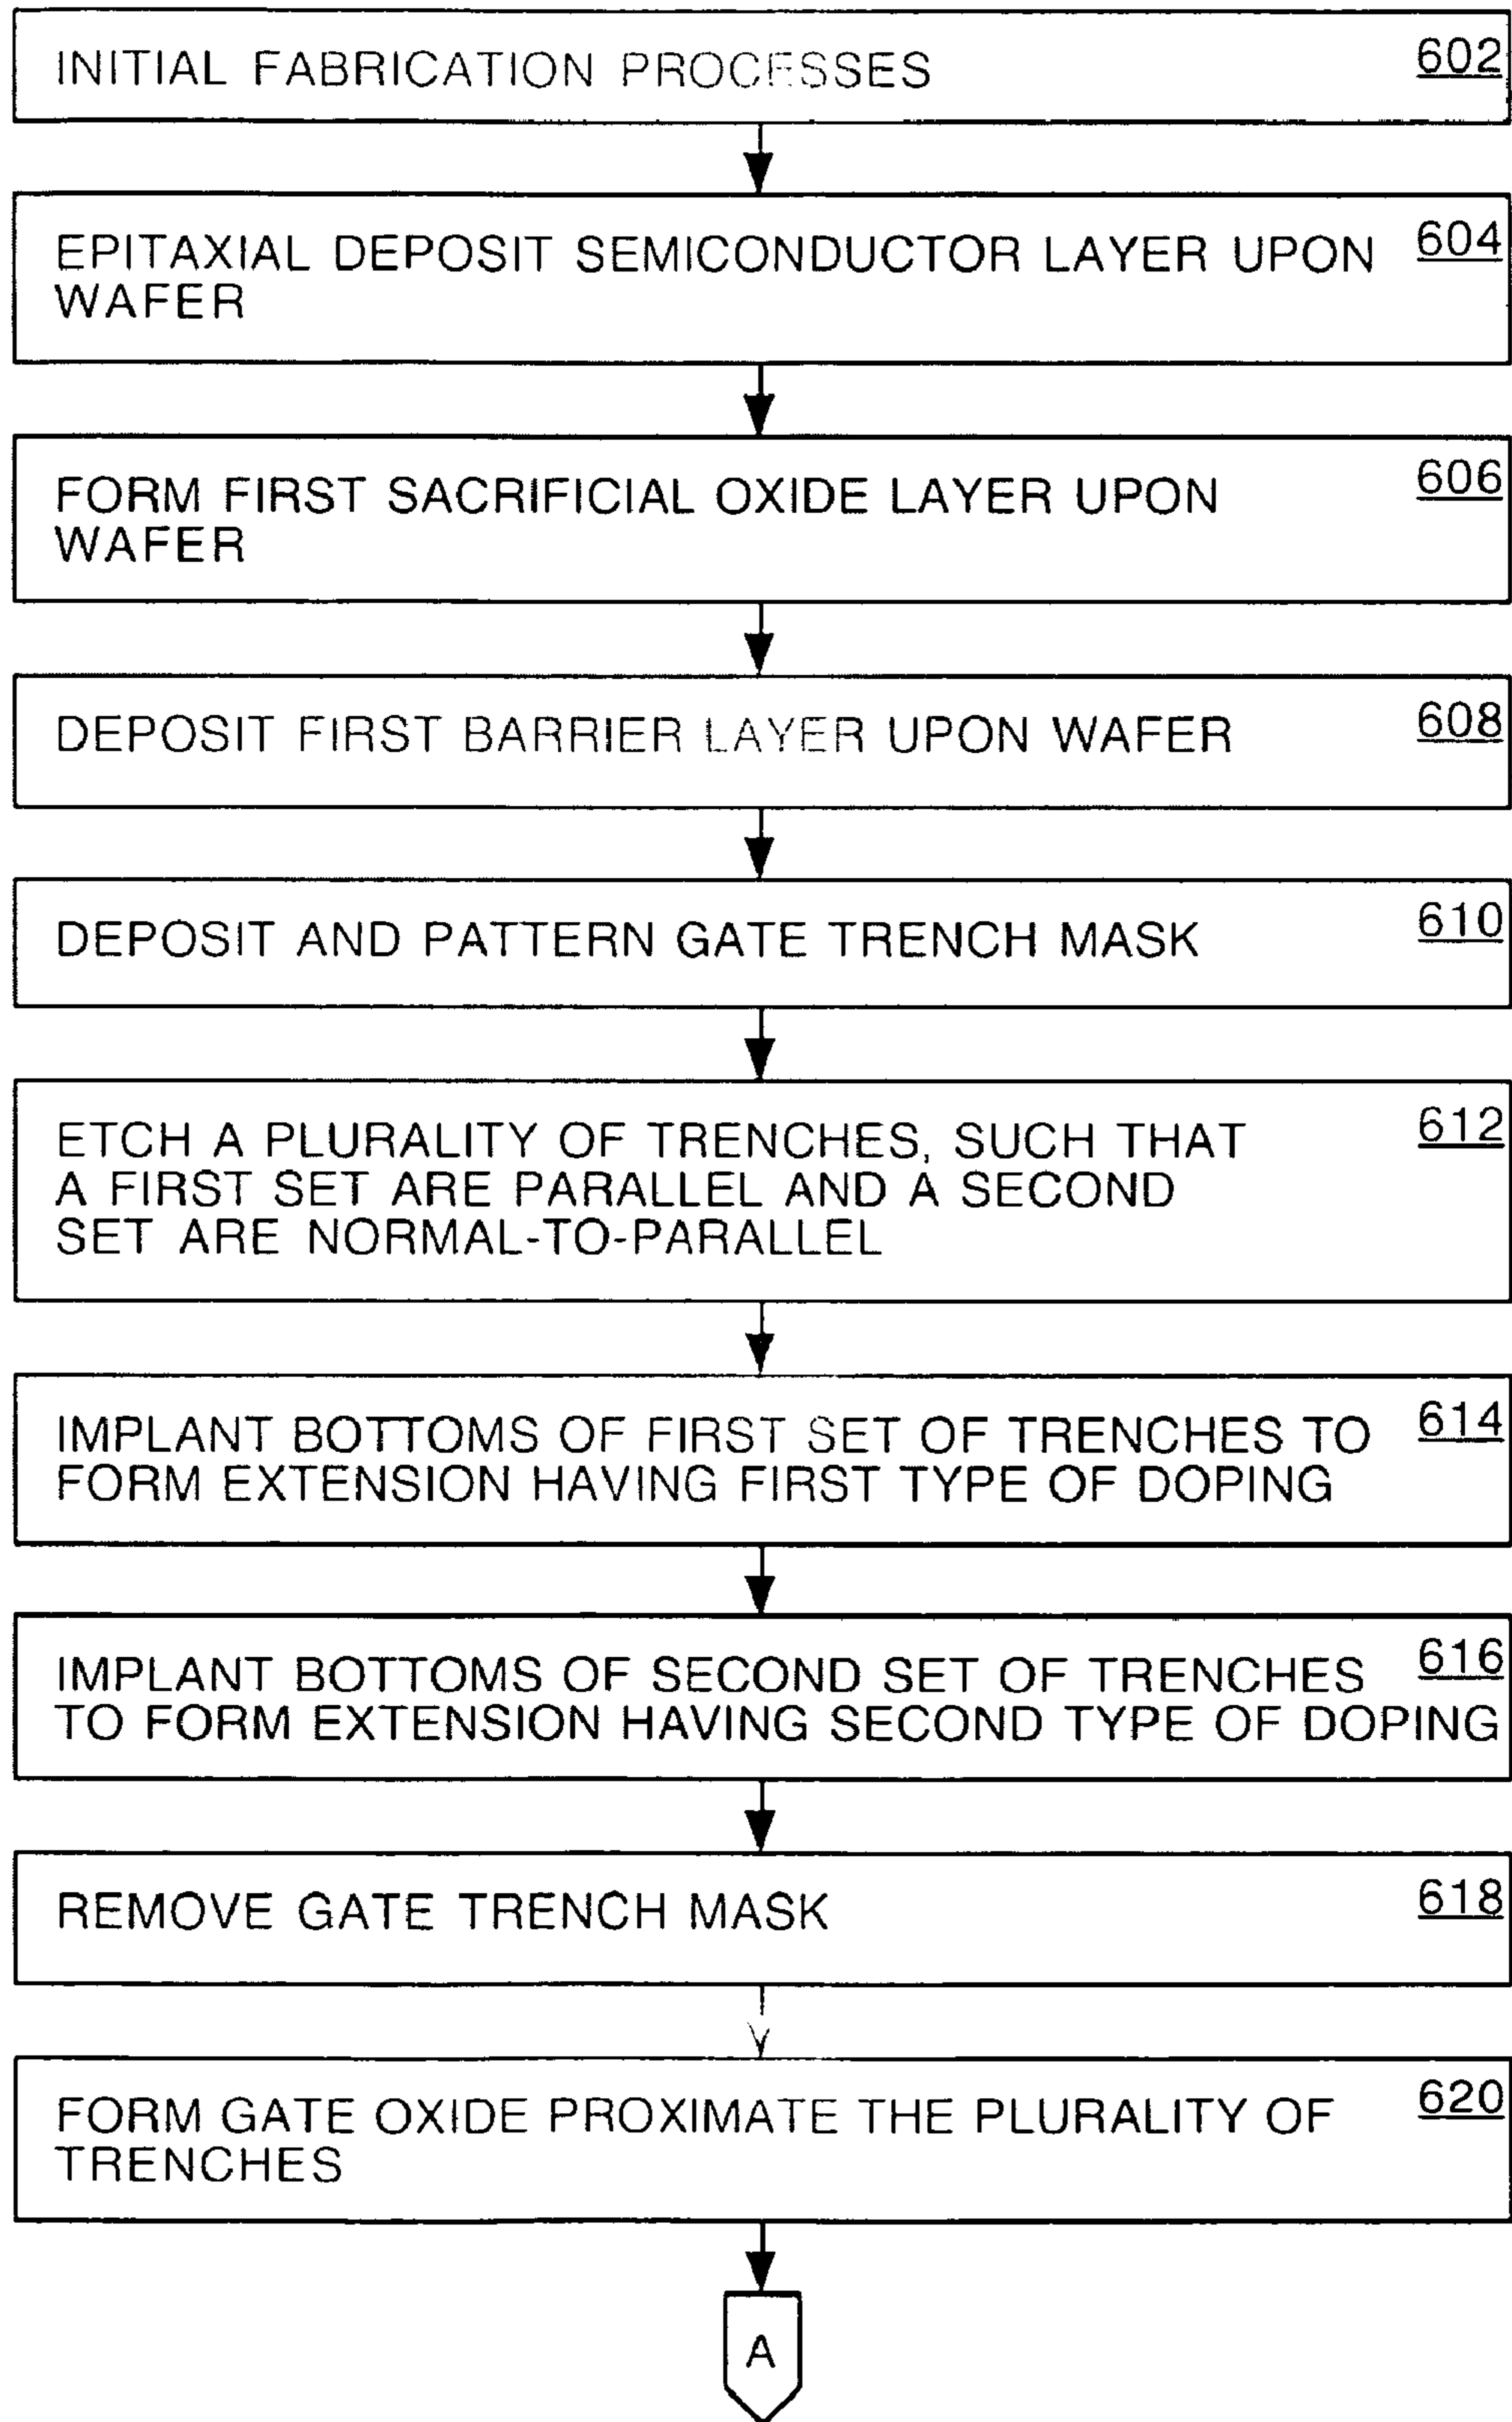 INITIAL FABRICATION PROCESSES 602
EPITAXIAL DEPOSIT SEMICONDUCTOR LAYER UPON 604
WAFER
FORM FIRST SACRIFICIAL OXIDE LAYER UPON 606
WAFER
DEPOSIT FIRST BARRIER LAYER UPON WAFER 608
DEPOSIT AND PATTERN GATE TRENCH MASK 610
ETCH A PLURALITY OF TRENCHES, SUCH THAT 612
A FIRST SET ARE PARALLEL AND A SECOND
SET ARE NORMAL-TO-PARALLEL
IMPLANT BOTTOMS OF FIRST SET OF TRENCHES TO 614
FORM EXTENSION HAVING FIRST TYPE OF DOPING
IMPLANT BOTTOMS OF SECOND SET OF TRENCHES 616
TO FORM EXTENSION HAVING SECOND TYPE OF DOPING
REMOVE GATE TRENCH MASK 618
FORM GATE OXIDE PROXIMATE THE PLURALITY OF 620
TRENCHES
A